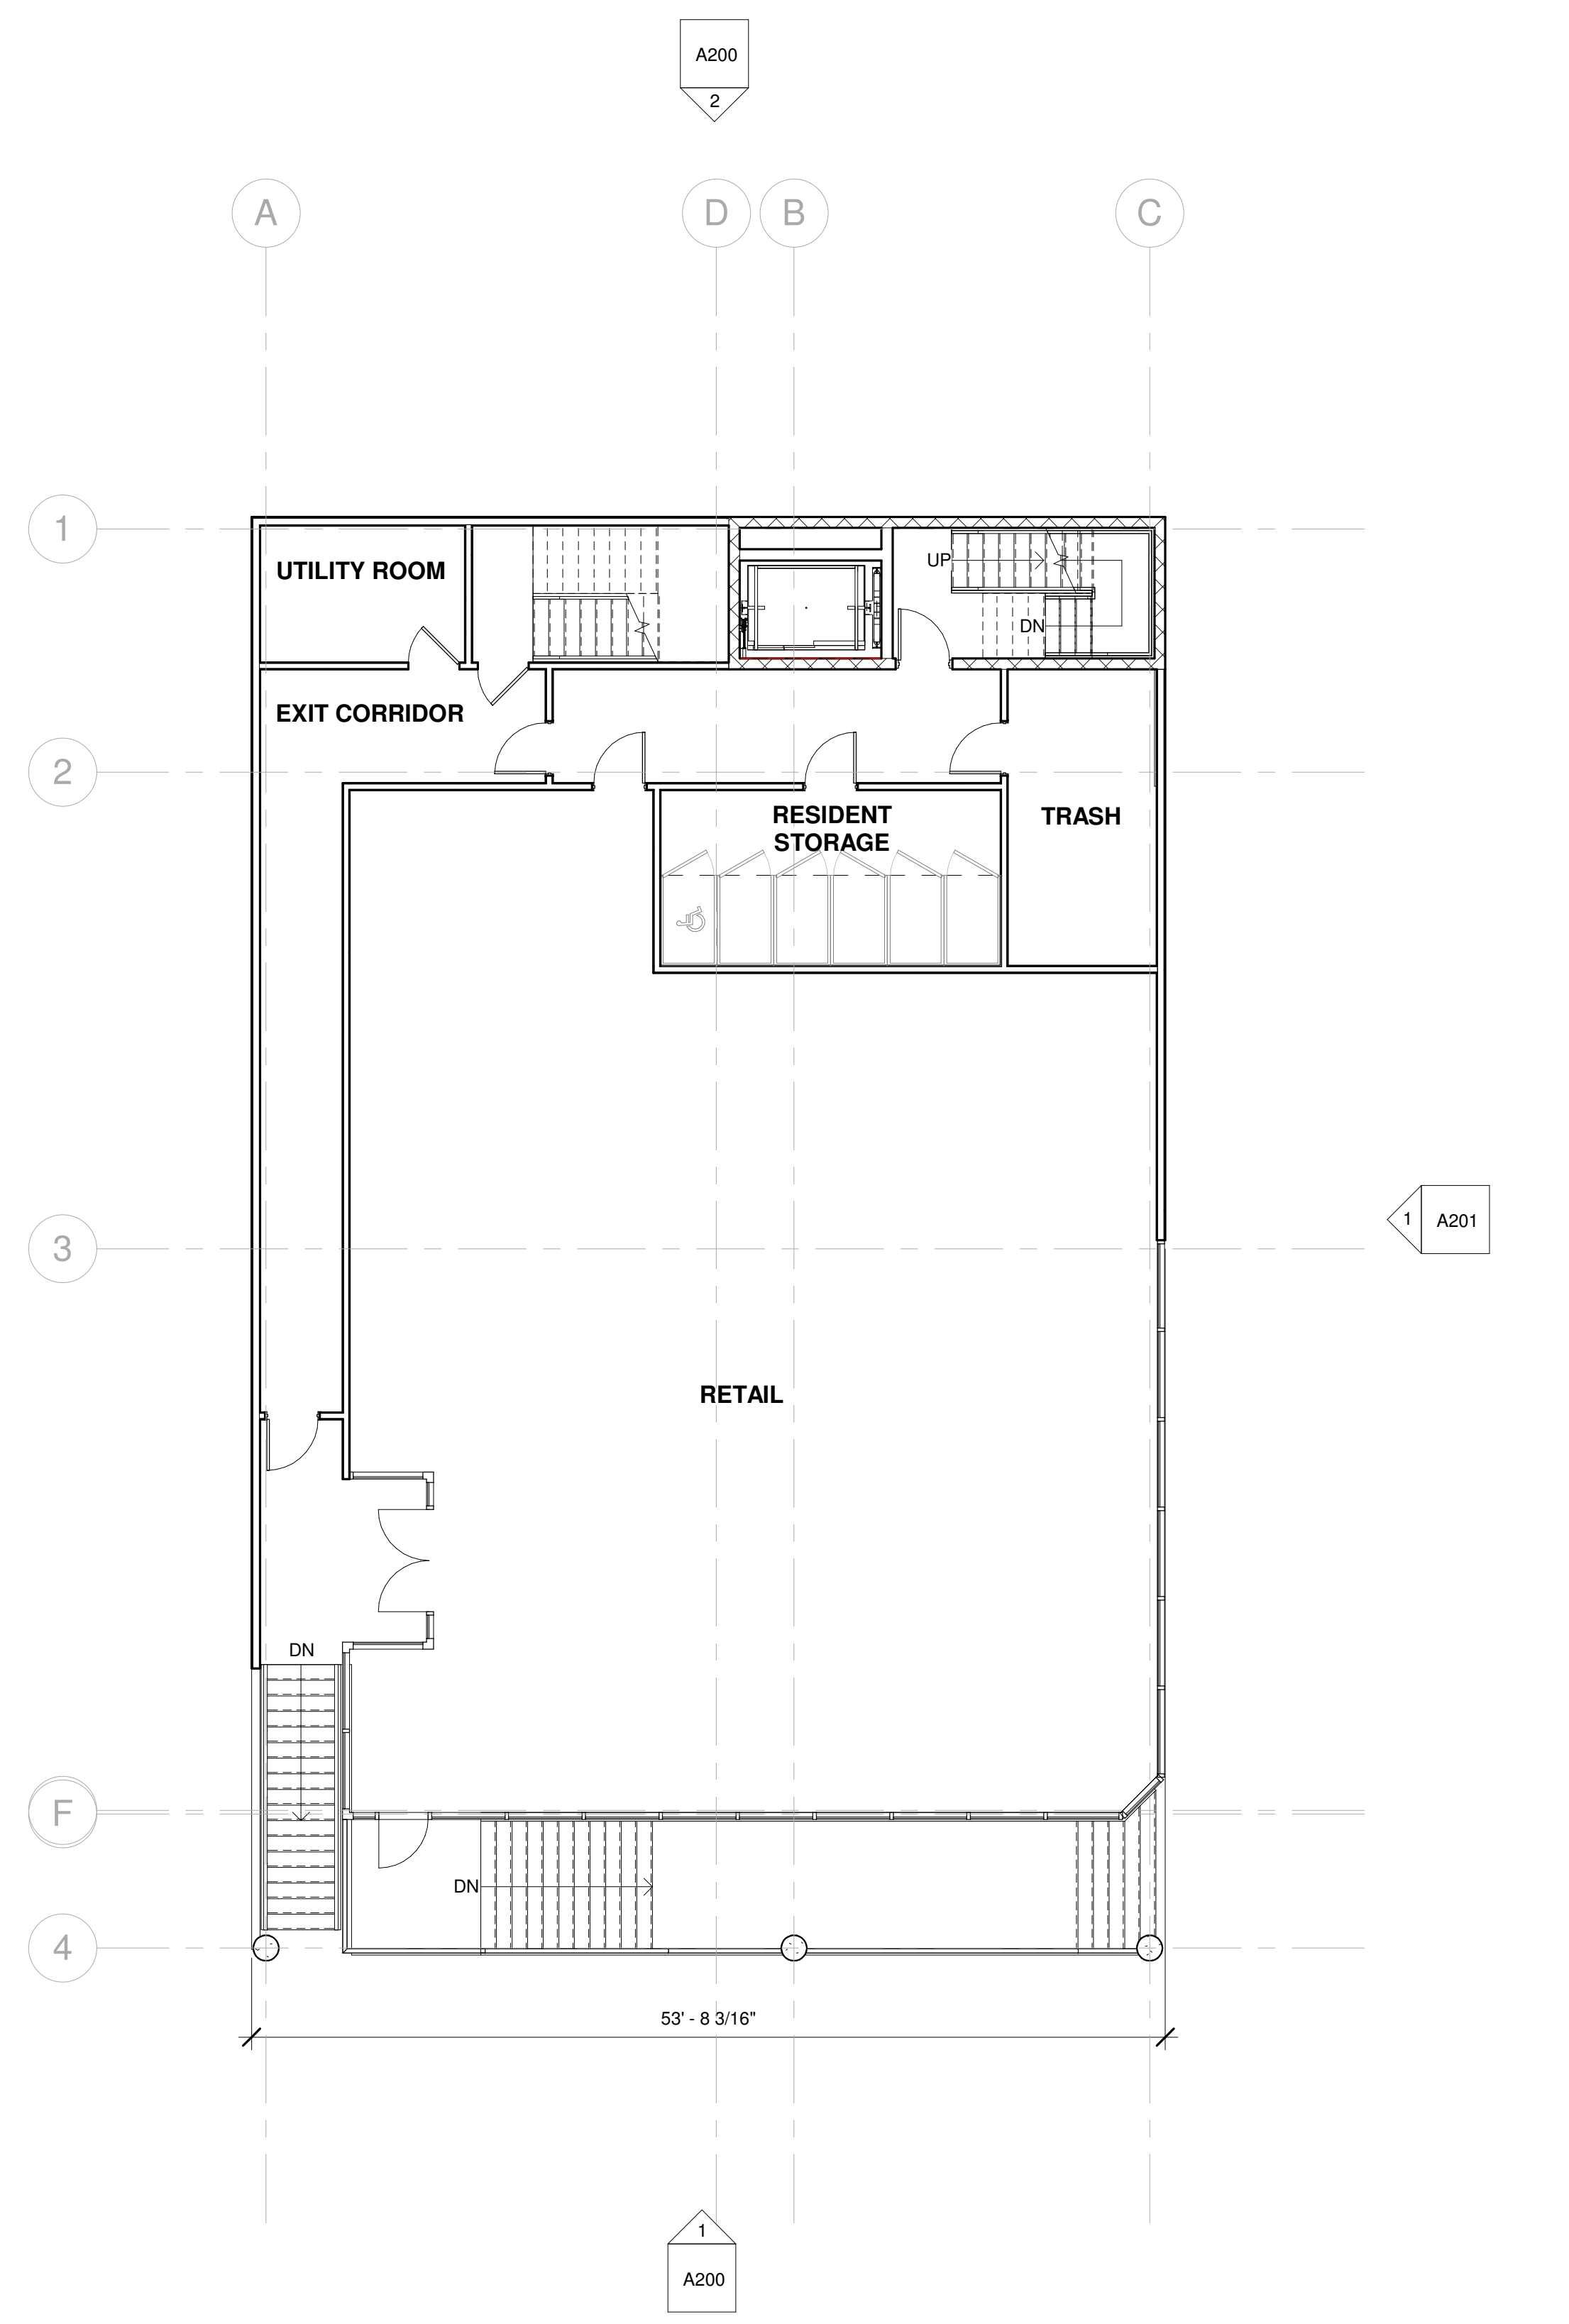 A200
2
A
D
B
C
1
UTILITY ROOM
UP
DN
EXIT CORRIDOR
2
RESIDENT
STORAGE
TRASH
3
1
A201
RETAIL
DN
F
DN
4
53' - 8 3/16"
1
A200